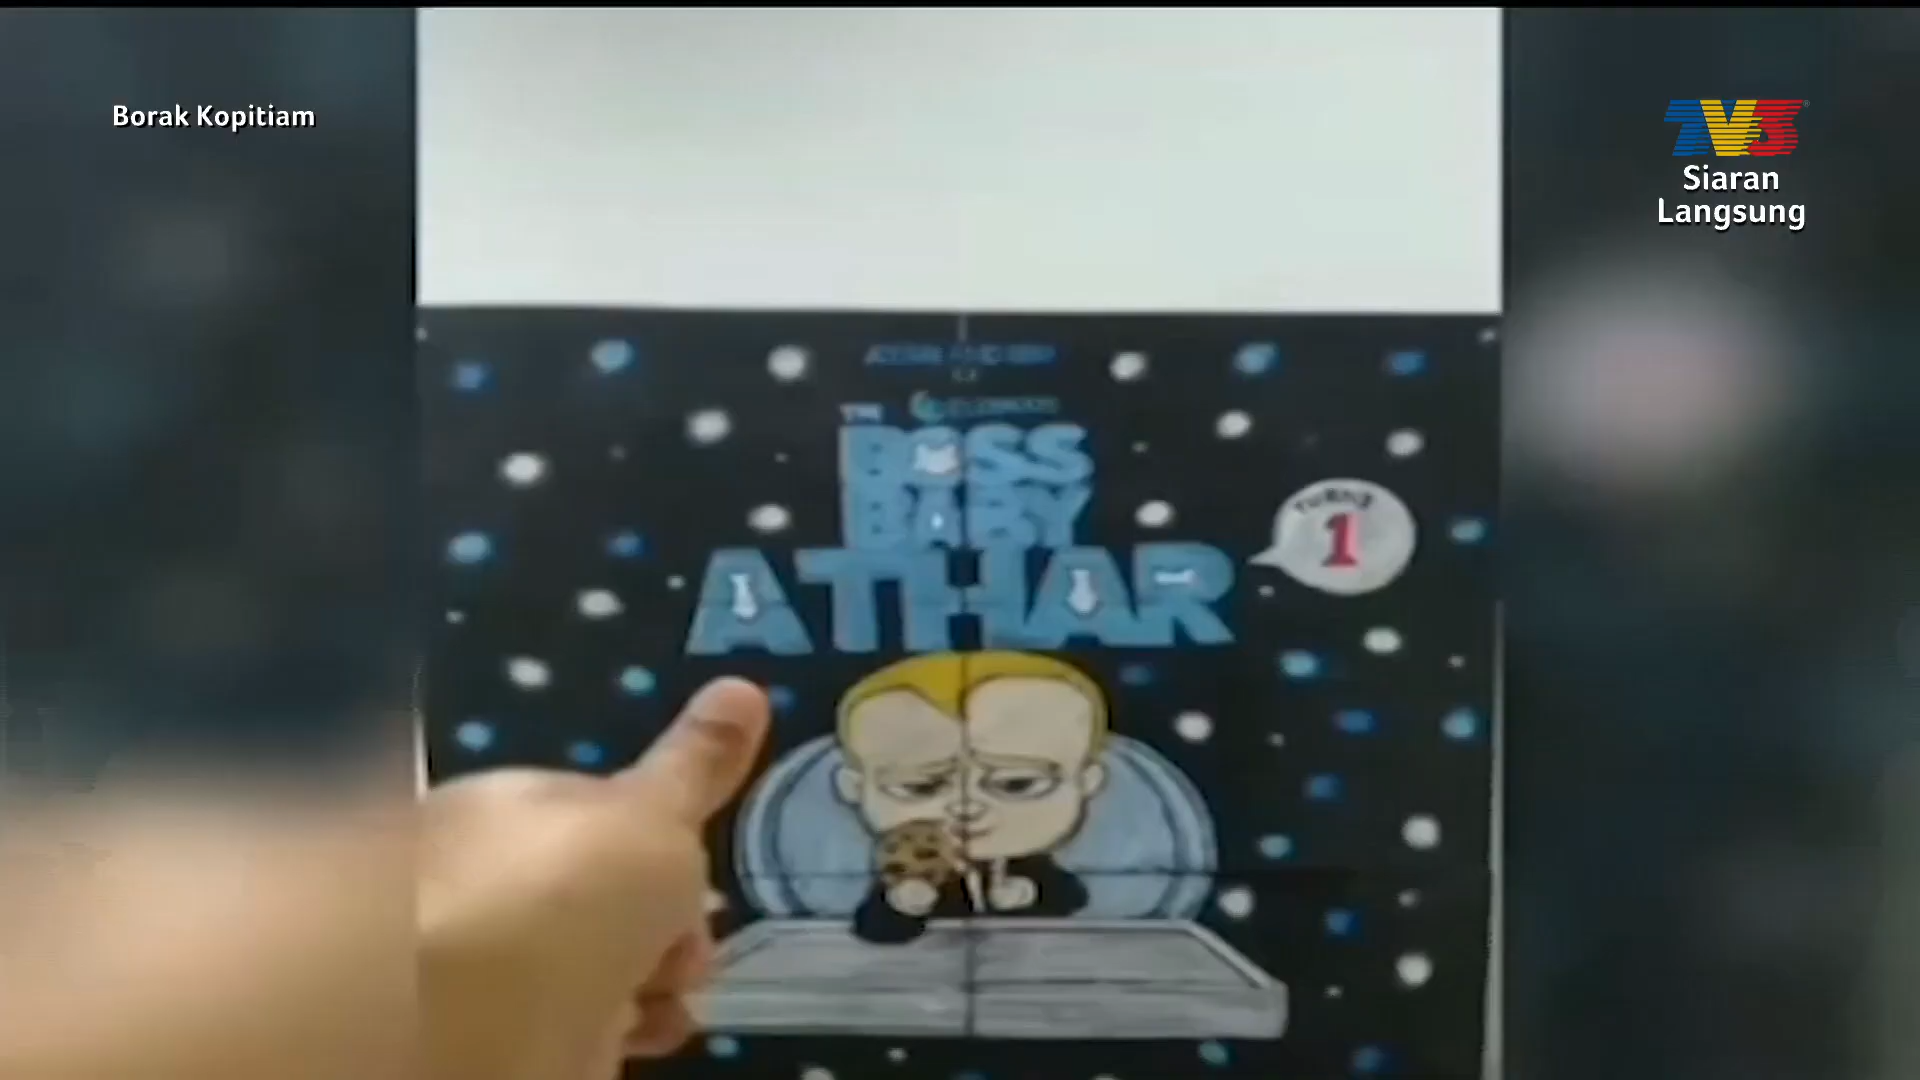 Borak Kopitiam
TV3
Siaran
Langsung
THE
BOSS
BABY
ATHAR
TURNS
1